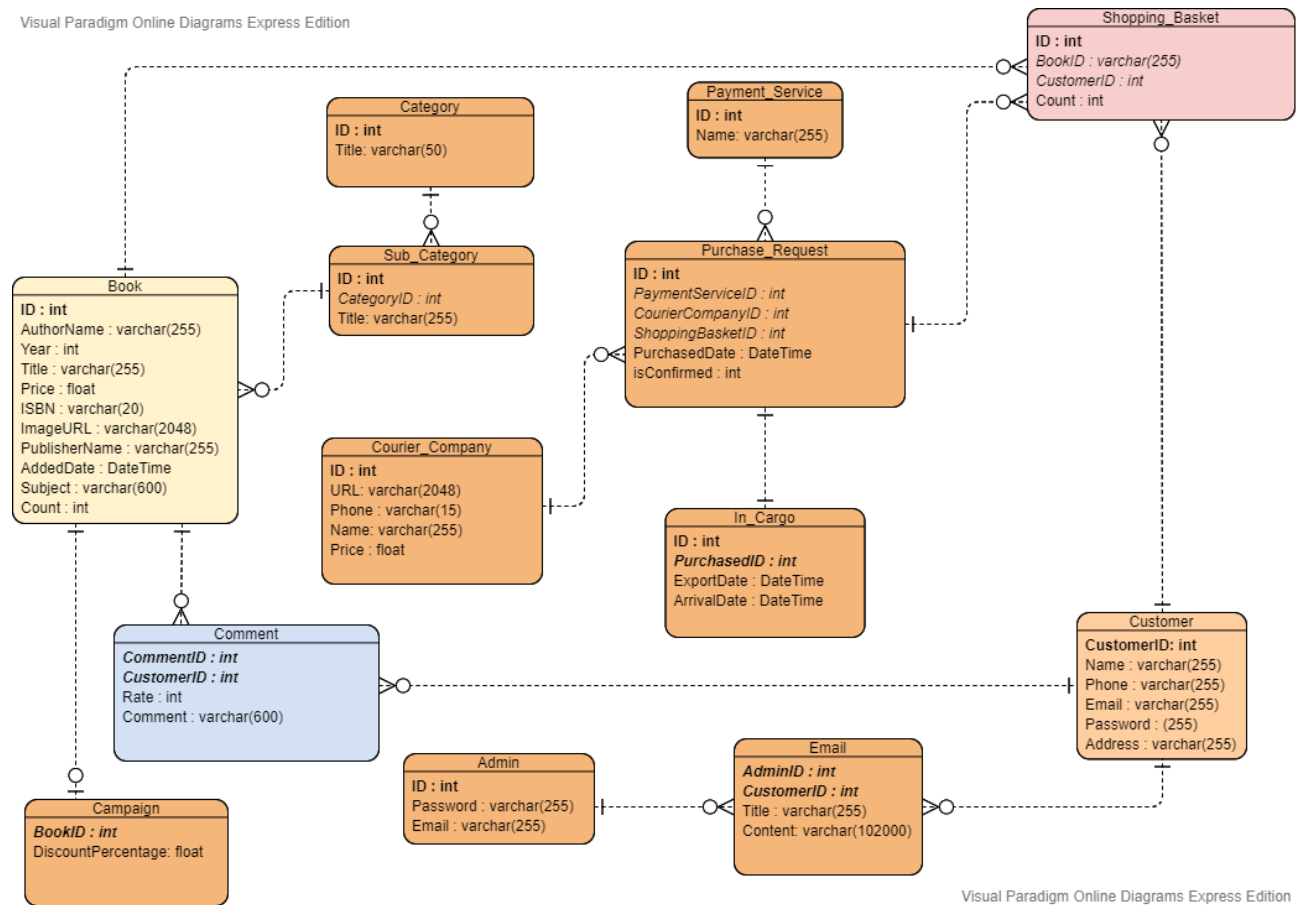 Visual Paradigm Online Diagrams Express Edition
Shopping_Basket
ID : int
BookID : varchar(255)
CustomerID : int
Count : int
Category
ID : int
Title: varchar(50)
Payment_Service
ID : int
Name: varchar(255)
Sub_Category
ID : int
CategoryID : int
Title: varchar(255)
Purchase_Request
ID : int
PaymentServiceID : int
CourierCompanyID : int
ShoppingBasketID : int
PurchasedDate : DateTime
isConfirmed : int
Book
ID : int
AuthorName : varchar(255)
Year : int
Title : varchar(255)
Price : float
ISBN : varchar(20)
ImageURL : varchar(2048)
PublisherName : varchar(255)
AddedDate : DateTime
Subject : varchar(600)
Count : int
Courier_Company
ID : int
URL: varchar(2048)
Phone : varchar(15)
Name: varchar(255)
Price : float
In_Cargo
ID : int
PurchasedID : int
ExportDate : DateTime
ArrivalDate : DateTime
Comment
CommentID : int
CustomerID : int
Rate : int
Comment : varchar(600)
Customer
CustomerID: int
Name : varchar(255)
Phone : varchar(255)
Email : varchar(255)
Password : (255)
Address : varchar(255)
Admin
ID : int
Password : varchar(255)
Email : varchar(255)
Email
AdminID : int
CustomerID : int
Title : varchar(255)
Content: varchar(102000)
Campaign
BookID : int
DiscountPercentage: float
Visual Paradigm Online Diagrams Express Edition